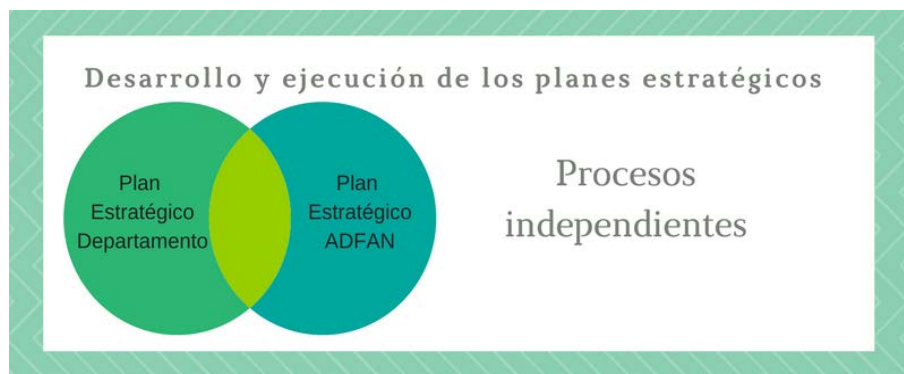 Desarrollo y ejecución de los planes estratégicos
Plan
Estratégico
Departamento
Plan
Estratégico
ADFAN
Procesos
independientes